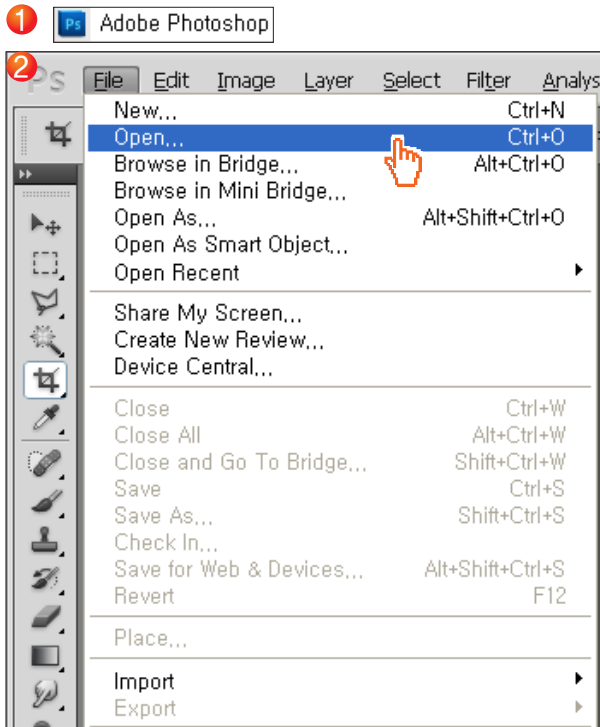 1 Ps Adobe Photoshop
2
Ps File Edit Image Layer Select Filter Analys
New... Ctrl+N
Open... Ctrl+O
Browse in Bridge... Alt+Ctrl+O
Browse in Mini Bridge...
Open As... Alt+Shift+Ctrl+O
Open As Smart Object...
Open Recent
Share My Screen...
Create New Review...
Device Central...
Close Ctrl+W
Close All Alt+Ctrl+W
Close and Go To Bridge... Shift+Ctrl+W
Save Ctrl+S
Save As... Shift+Ctrl+S
Check In...
Save for Web & Devices... Alt+Shift+Ctrl+S
Revert F12
Place...
Import
Export